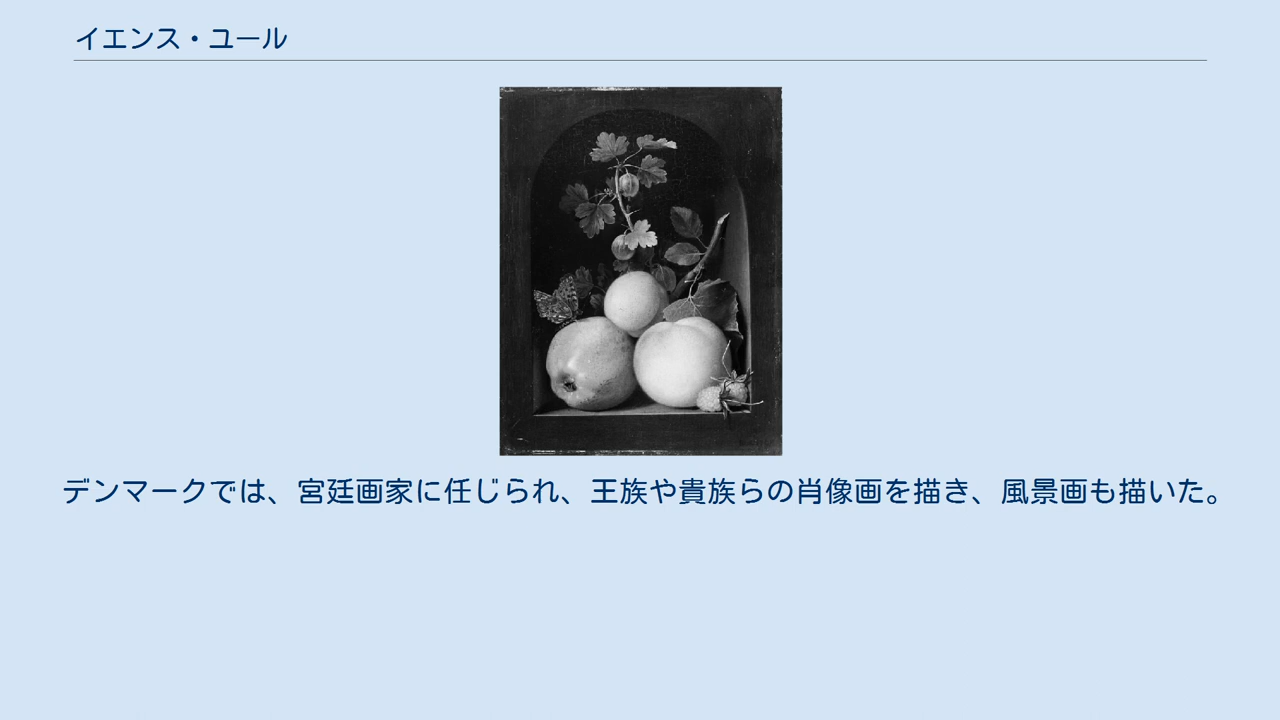 イエンス・ユール
デンマークでは、宮廷画家に任じられ、王族や貴族らの肖像画を描き、風景画も描いた。